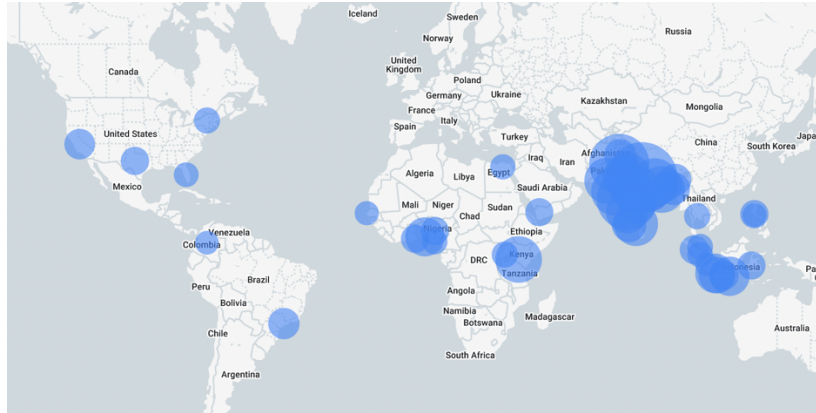 Iceland
Sweden
Norway
Russia
Canada
United
Kingdom
Poland
Germany
Ukraine
France
Kazakhstan
Mongolia
Italy
Spain
United States
Turkey
China
Japa
South Korea
Afghanistan
Iraq
Iran
Algeria
Libya
Egypt
Mexico
Saudi Arabia
Mali
Niger
Thailand
Chad
Sudan
Nigeria
Venezuela
Ethiopia
Colombia
Kenya
DRC
Indonesia
Tanzania
Brazil
Peru
Angola
Bolivia
Namibia
Madagascar
Botswana
Chile
Australia
South Africa
Argentina